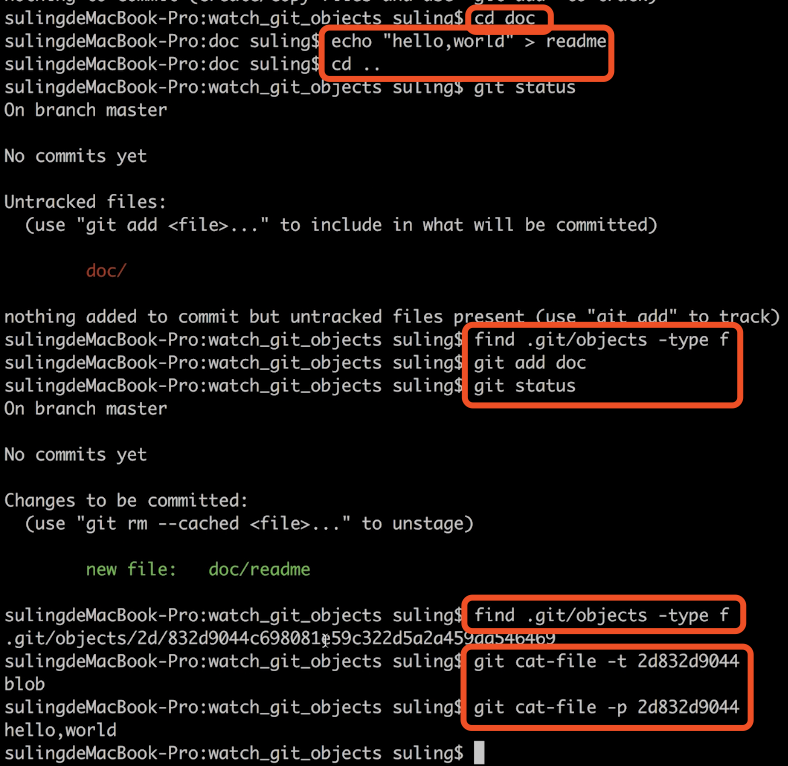 sulingdeMacBook-Pro:watch_git_objects suling$ cd doc
sulingdeMacBook-Pro:doc suling$ echo "hello,world" > readme
sulingdeMacBook-Pro:doc suling$ cd ..
sulingdeMacBook-Pro:watch_git_objects suling$ git status
On branch master
No commits yet
Untracked files:
(use "git add <file>..." to include in what will be committed)
doc/
nothing added to commit but untracked files present (use "git add" to track)
sulingdeMacBook-Pro:watch_git_objects suling$ find .git/objects -type f
sulingdeMacBook-Pro:watch_git_objects suling$ git add doc
sulingdeMacBook-Pro:watch_git_objects suling$ git status
On branch master
No commits yet
Changes to be committed:
(use "git rm --cached <file>..." to unstage)
new file: doc/readme
sulingdeMacBook-Pro:watch_git_objects suling$ find .git/objects -type f
.git/objects/2d/832d9044c698081e59c322d5a2a459da546469
sulingdeMacBook-Pro:watch_git_objects suling$ git cat-file -t 2d832d9044
blob
sulingdeMacBook-Pro:watch_git_objects suling$ git cat-file -p 2d832d9044
hello,world
sulingdeMacBook-Pro:watch_git_objects suling$